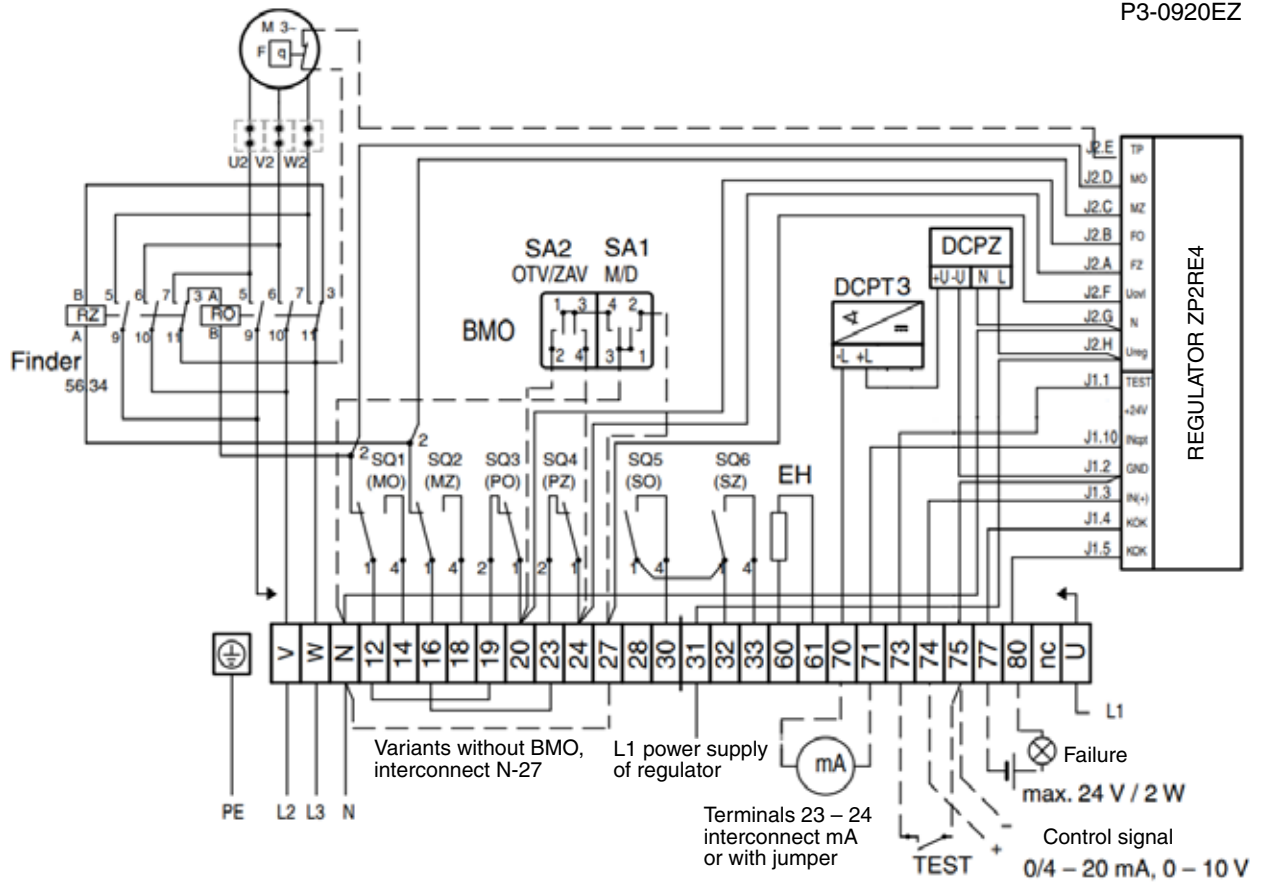 P3-0920EZ
M 3~
F q
U2 V2 W2
B 5 6 7 3 A 5 6 7 3
RZ RO
A 9 10 11 B 9 10 11
Finder
56.34
SA2 SA1
OTV/ZAV M/D
BMO
1 3 4 2
2 4 3 1
DCPT3
-L +L
DCPZ
+U -U N L
J2.E TP
J2.D MO
J2.C MZ
J2.B FO
J2.A FZ
J2.F Uovl
J2.G N
J2.H Ureg
J1.1 TEST
+24V
J1.10 INcpt
J1.2 GND
J1.3 IN(+)
J1.4 KOK
J1.5 KOK
REGULATOR ZP2RE4
2 2
SQ1 SQ2 SQ3 SQ4 SQ5 SQ6 EH
(MO) (MZ) (PO) (PZ) (SO) (SZ)
1 4 1 4 2 1 2 1 1 4 1 4
V W N 12 14 16 18 19 20 23 24 27 28 30 31 32 33 60 61 70 71 73 74 75 77 80 nc U
L1
Variants without BMO,
interconnect N-27
L1 power supply
of regulator
mA
Failure
max. 24 V / 2 W
PE L2 L3 N
Terminals 23 – 24
interconnect mA
or with jumper
TEST
+ −
Control signal
0/4 – 20 mA, 0 – 10 V